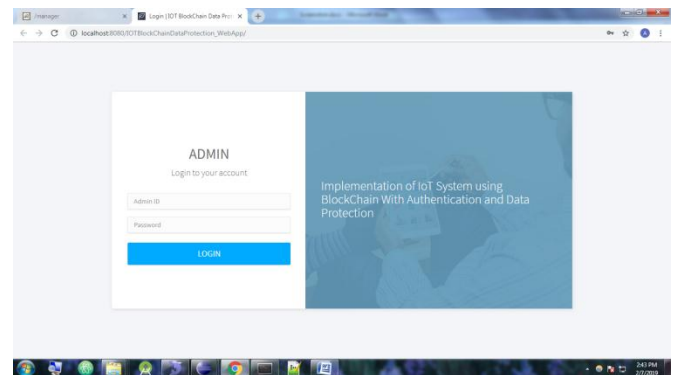 /manager
Login | IOT BlockChain Data Pro
localhost:8080/IOTBlockChainDataProtection_WebApp/
ADMIN
Login to your account
Admin ID
Password
LOGIN
Implementation of IoT System using
BlockChain With Authentication and Data
Protection
2:43 PM
2/7/2019